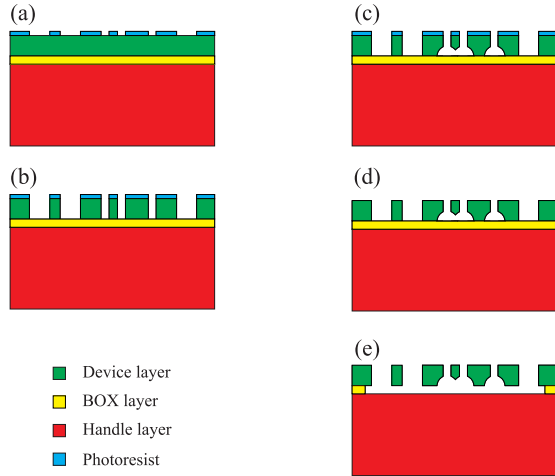 (a)
(b)
Device layer
BOX layer
Handle layer
Photoresist
(c)
(d)
(e)